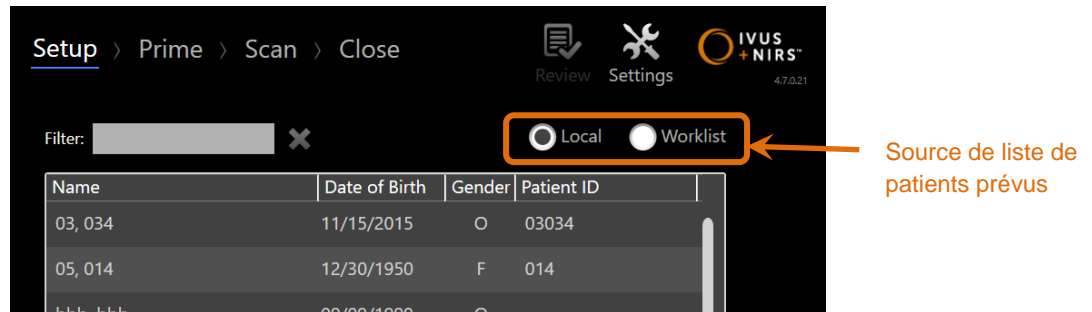 Setup > Prime > Scan > Close
Review
Settings
IVUS
+NIRS™
4.7.0.21
Filter:
Local
Worklist
Source de liste de
patients prévus
Name Date of Birth Gender Patient ID
03, 034 11/15/2015 O 03034
05, 014 12/30/1950 F 014